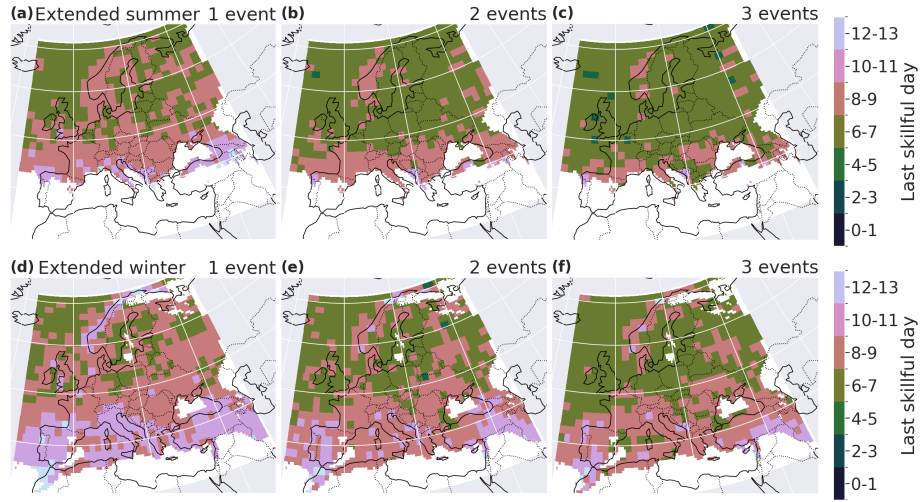 (a) Extended summer 1 event
(b) 2 events
(c) 3 events
12-13
10-11
8-9
6-7
4-5
2-3
0-1
Last skillful day
(d) Extended winter 1 event
(e) 2 events
(f) 3 events
12-13
10-11
8-9
6-7
4-5
2-3
0-1
Last skillful day